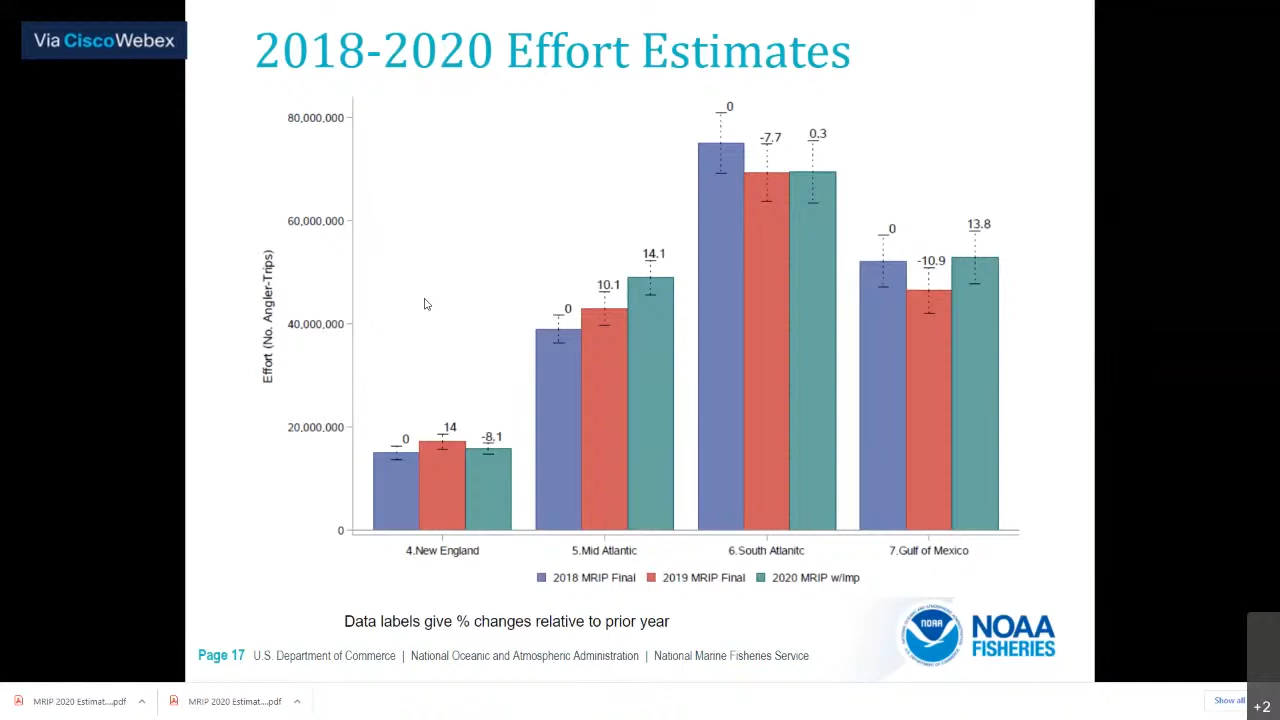 Via CiscoWebex
2018-2020 Effort Estimates
80,000,000
60,000,000
40,000,000
20,000,000
0
Effort (No. Angler-Trips)
0
14
-8.1
0
10.1
14.1
0
-7.7
0.3
0
-10.9
13.8
4.New England
5.Mid Atlantic
6.South Atlanitc
7.Gulf of Mexico
2018 MRIP Final
2019 MRIP Final
2020 MRIP w/Imp
Data labels give % changes relative to prior year
NOAA
NOAA
FISHERIES
Page 17 U.S. Department of Commerce | National Oceanic and Atmospheric Administration | National Marine Fisheries Service
MRIP 2020 Estimat....pdf
MRIP 2020 Estimat....pdf
Show all
+2